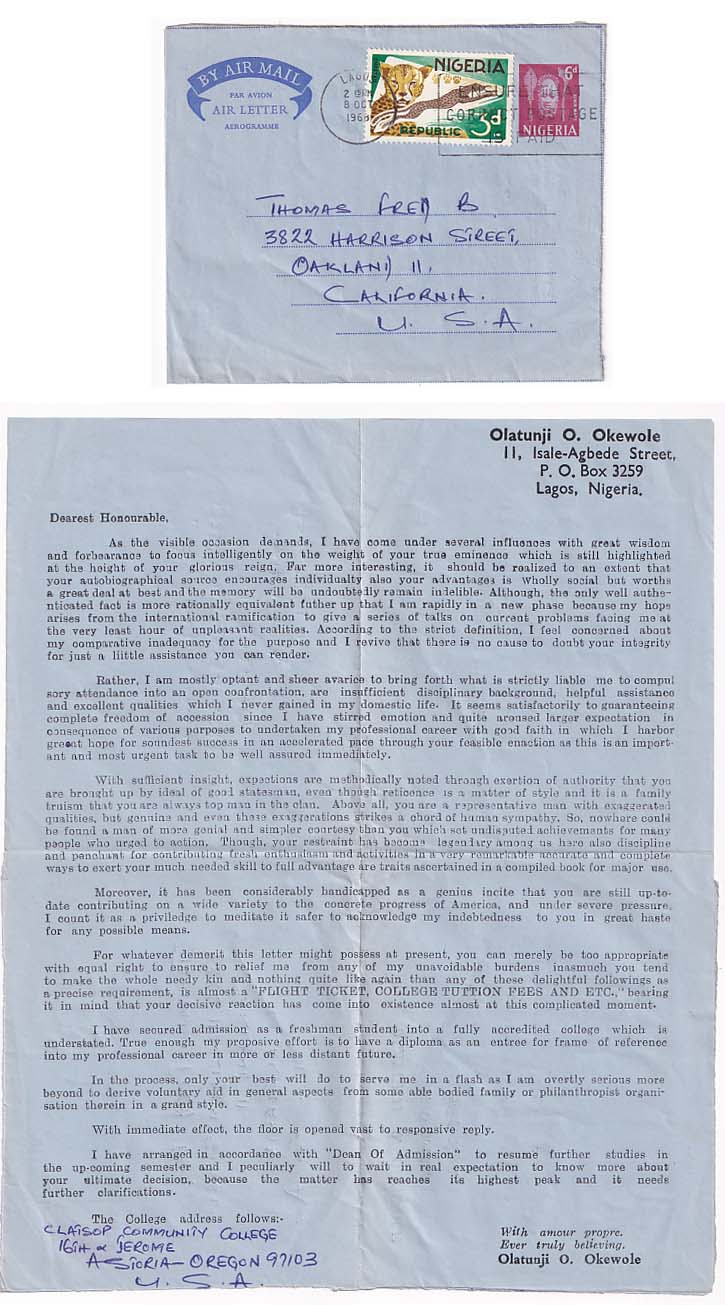 BY AIR MAIL
PAR AVION
AIR LETTER
AEROGRAMME
LAGOS
8 OCT
NIGERIA
REPUBLIC
3d
6d
NIGERIA
ENSURE THAT
CORRECT POSTAGE
IS PAID
THOMAS FRED B
3822 HARRISON STREET,
OAKLAND 11,
CALIFORNIA.
U. S. A.
Olatunji O. Okewole
11, Isale-Agbede Street,
P. O. Box 3259
Lagos, Nigeria.
Dearest Honourable,
As the visible occasion demands, I have come under several influences with great wisdom
and forbearance to focus intelligently on the weight of your true eminence which is still highlighted
at the height of your glorious reign. Far more interesting, it should be realized to an extent that
your autobiographical source encourages individualty also your advantages is wholly social but worths
a great deal at best and the memory will be undoubtedly remain indelible. Although, the only well authe-
nticated fact is more rationally equivalent futher up that I am rapidly in a new phase because my hope
arises from the international ramification to give a series of talks on current problems facing me at
the very least hour of unpleasant realities. According to the strict definition, I feel concerned about
my comparative inadequacy for the purpose and I revive that there is no cause to doubt your integrity
for just a liittle assistance you can render.
Rather, I am mostly optant and sheer avarice to bring forth what is strictly liable me to compul
sory attendance into an open confrontation, are insufficient disciplinary background, helpful assistance
and excellent qualities which I never gained in my domestic life. It seems satisfactorily to guaranteeing
complete freedom of accession since I have stirred emotion and quite aroused larger expectation in
consequence of various purposes to undertaken my professional career with good faith in which I harbor
great hope for soundest success in an accelerated pace through your feasible enaction as this is an import-
ant and most urgent task to be well assured immediately.
With sufficient insight, expections are methodically noted through exertion of authority that you
are brought up by ideal of good statesman, even though reticence is a matter of style and it is a family
truism that you are always top man in the clan. Above all, you are a representative man with exaggerated
qualities, but genuine and even these exaggerations strikes a chord of human sympathy. So, nowhere could
be found a man of more genial and simpler courtesy than you which set undisputed achievements for many
people who urged to action. Though, your restraint has become legendary among us here also discipline
and penchant for contributing fresh enthusiasm and activities in a very remarkable accurate and complete
ways to exert your much needed skill to full advantage are traits ascertained in a compiled book for major use.
Moreover, it has been considerably handicapped as a genius incite that you are still up-to-
date contributing on a wide variety to the concrete progress of America, and under severe pressure,
I count it as a priviledge to meditate it safer to acknowledge my indebtedness to you in great haste
for any possible means.
For whatever demerit this letter might possess at present, you can merely be too appropriate
with equal right to ensure to relief me from any of my unavoidable burdens inasmuch you tend
to make the whole needy kin and nothing quite like again than any of these delightful followings as
a precise requirement, is almost a "FLIGHT TICKET, COLLEGE TUTTION FEES AND ETC.," bearing
it in mind that your decisive reaction has come into existence almost at this complicated moment.
I have secured admission as a freshman student into a fully accredited college which is
understated. True enough my proposive effort is to have a diploma as an entree for frame of reference
into my professional career in more or less distant future.
In the process, only your best will do to serve me in a flash as I am overtly serious more
beyond to derive voluntary aid in general aspects from some able bodied family or philanthropist organi-
sation therein in a grand style.
With immediate effect, the floor is opened vast to responsive reply.
I have arranged in accordance with "Dean Of Admission" to resume further studies in
the up-coming semester and I peculiarly will to wait in real expectation to know more about
your ultimate decision, because the matter has reaches its highest peak and it needs
further clarifications.
The College address follows:-
CLATSOP COMMUNITY COLLEGE
16TH & JEROME
ASTORIA - OREGON 97103
U. S. A.
With amour propre.
Ever truly believing.
Olatunji O. Okewole